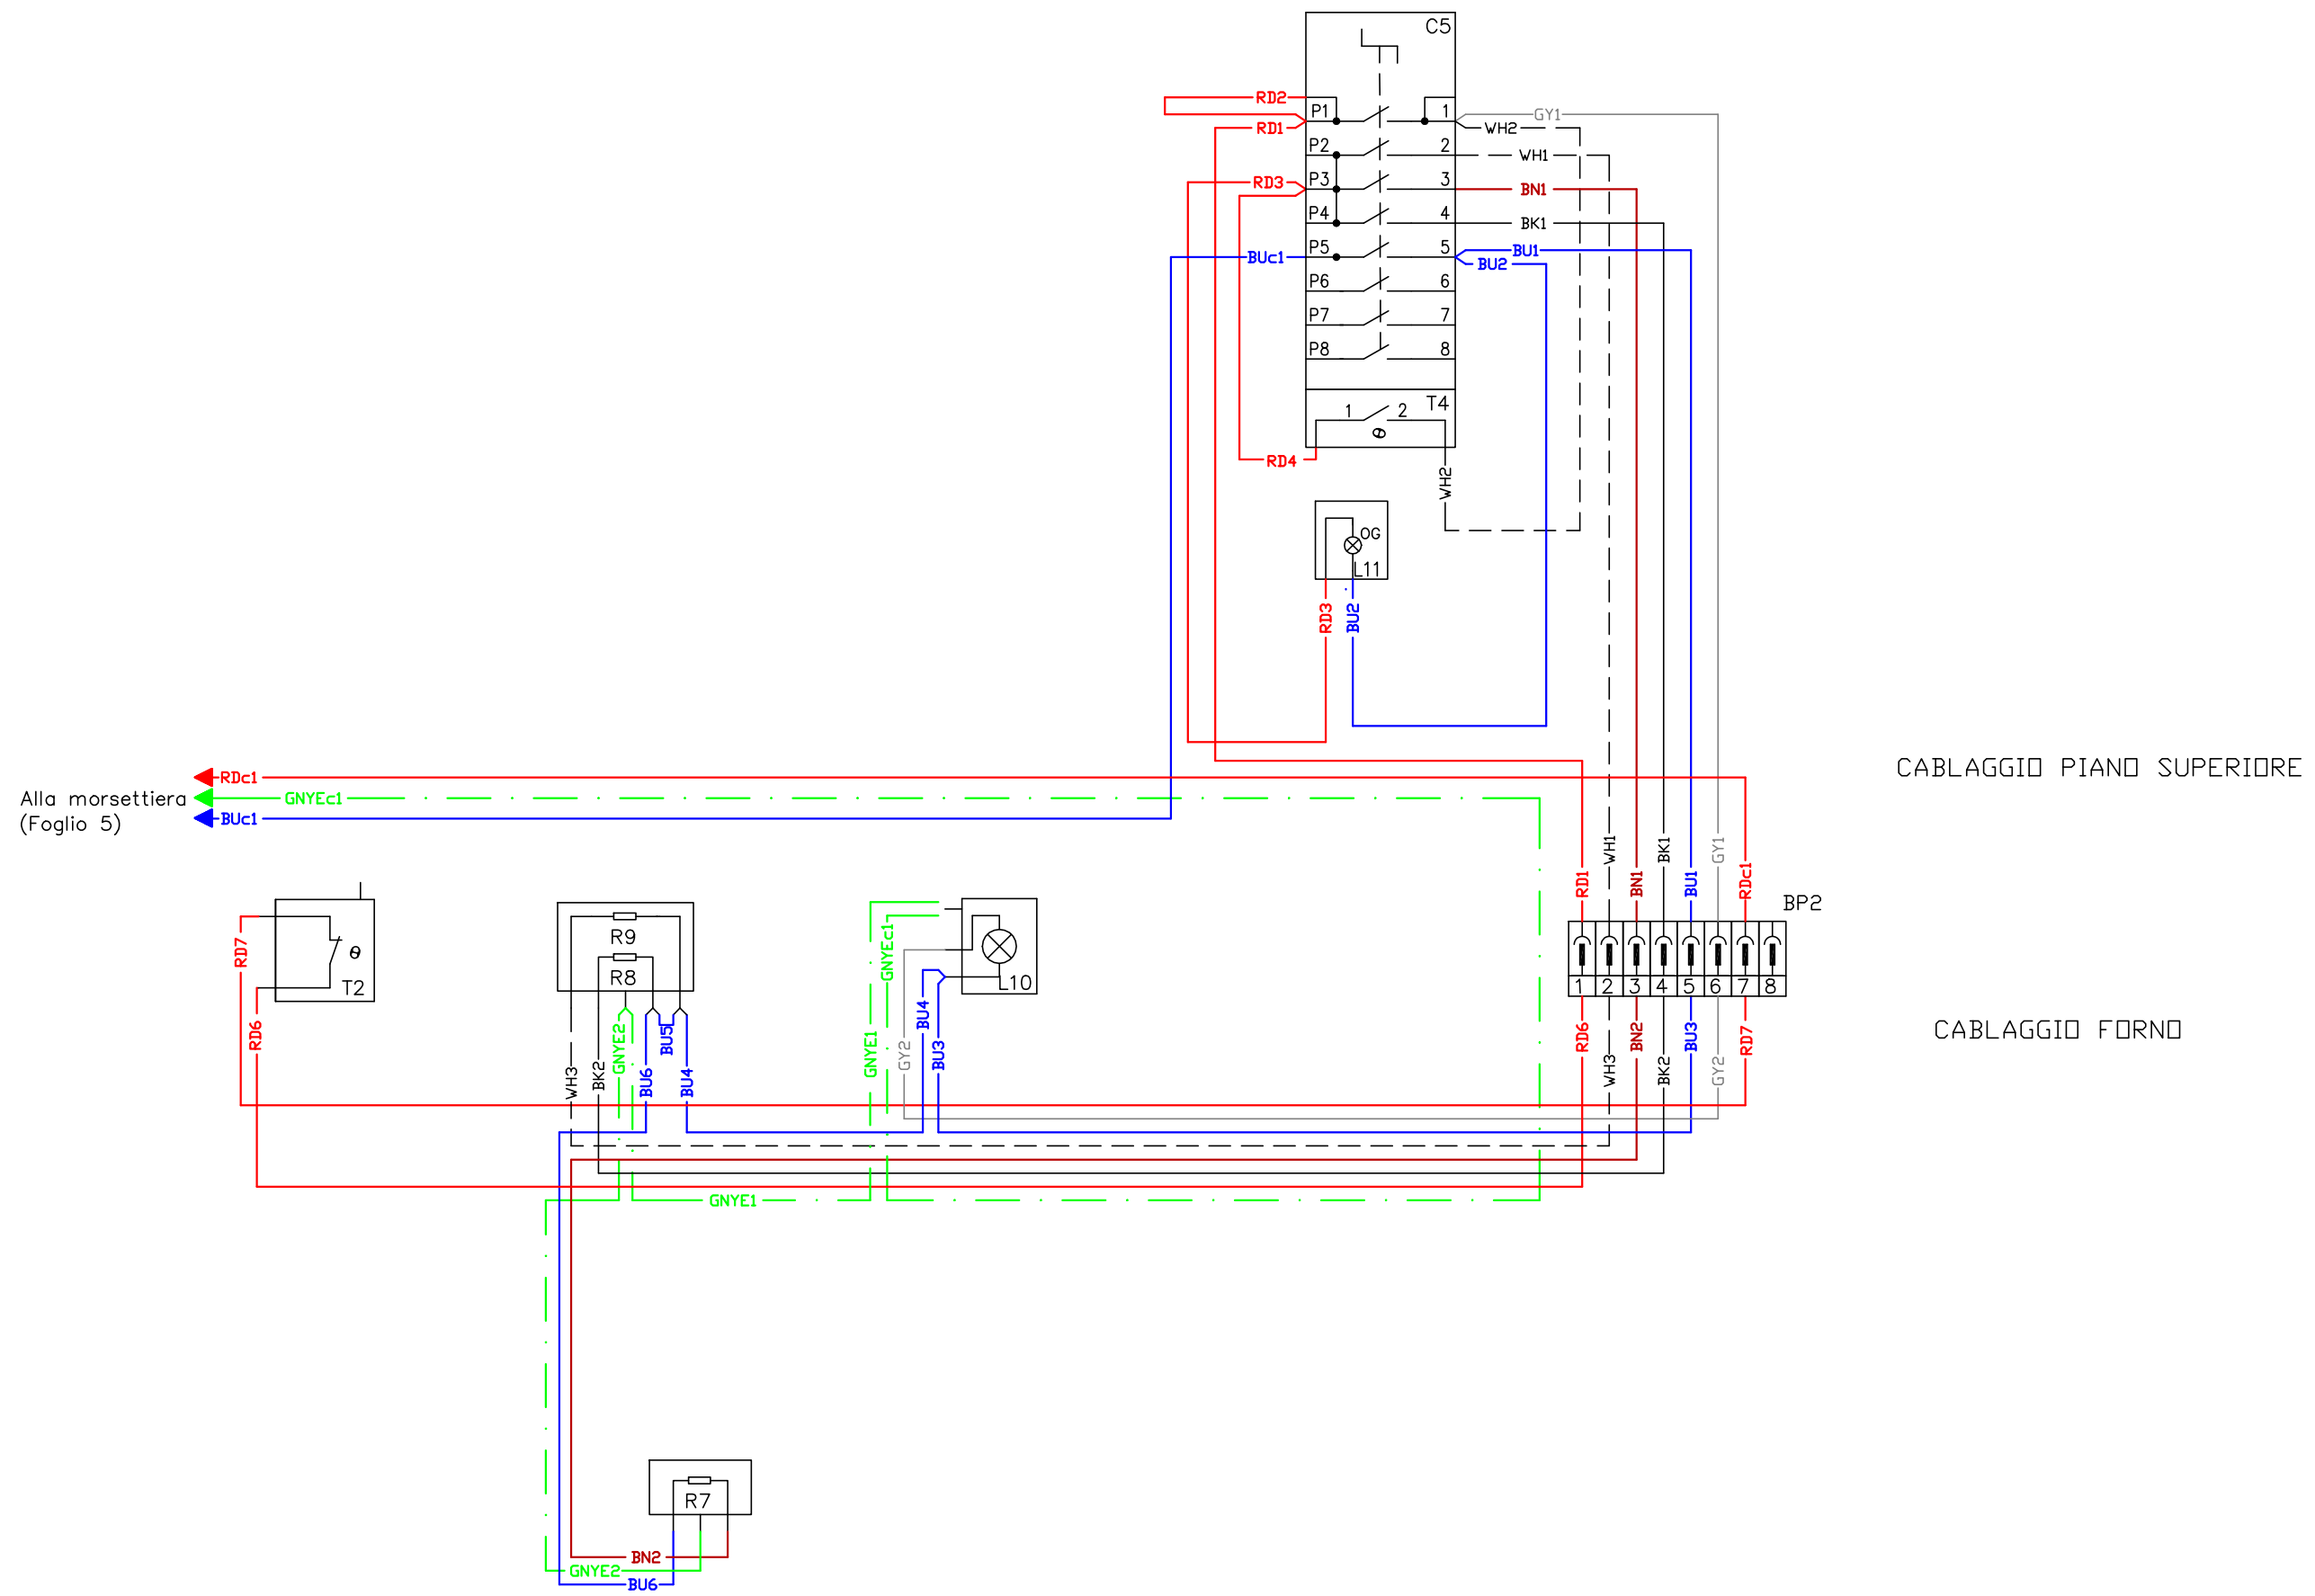 C5
RD2
P1
1
GY1
RD1
WH2
P2
2
WH1
RD3
P3
3
BN1
P4
4
BK1
BUc1
P5
5
BU1
BU2
P6
6
P7
7
P8
8
1
2
T4
θ
RD4
WH2
OG
L11
RD3
BU2
CABLAGGIO PIANO SUPERIORE
RDc1
Alla morsettiera
GNYEc1
(Foglio 5)
BUc1
RD1
WH1
BN1
BK1
BU1
GY1
RDc1
BP2
RD7
θ
T2
RD6
R9
R8
L10
GNYEc1
1
2
3
4
5
6
7
8
WH3
BK2
GNYE2
BU6
BU5
BU4
GNYE1
GY2
BU4
BU3
RD6
WH3
BN2
BK2
BU3
GY2
RD7
CABLAGGIO FORNO
GNYE1
R7
BN2
GNYE2
BU6